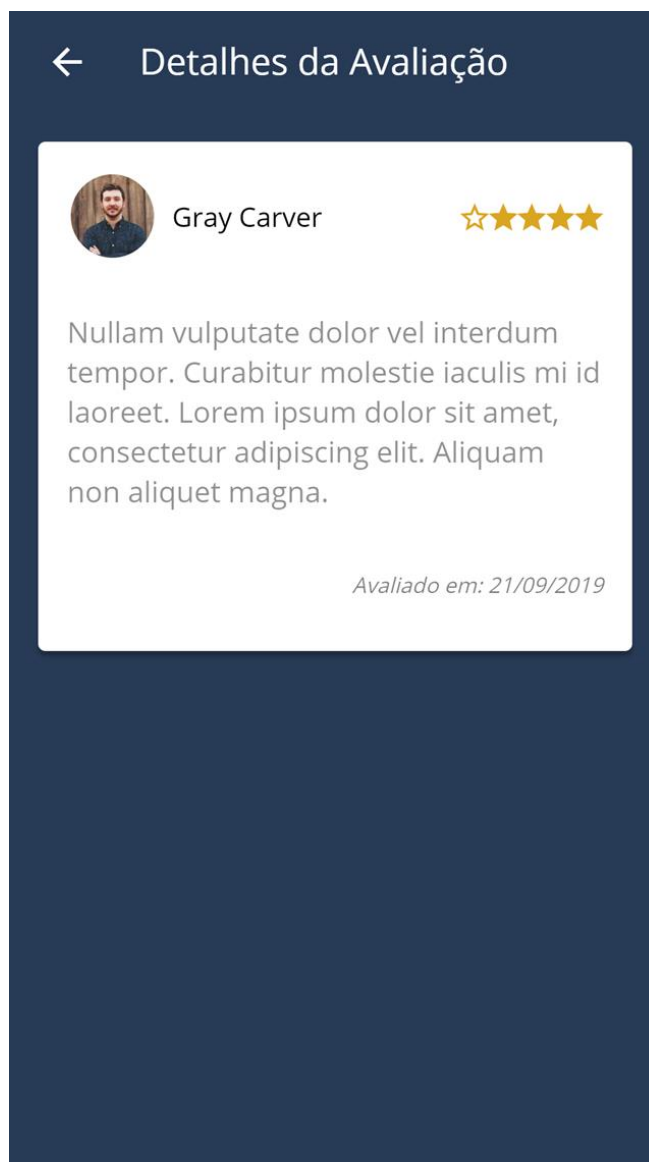 Detalhes da Avaliação
Gray Carver
Nullam vulputate dolor vel interdum
tempor. Curabitur molestie iaculis mi id
laoreet. Lorem ipsum dolor sit amet,
consectetur adipiscing elit. Aliquam
non aliquet magna.
Avaliado em: 21/09/2019